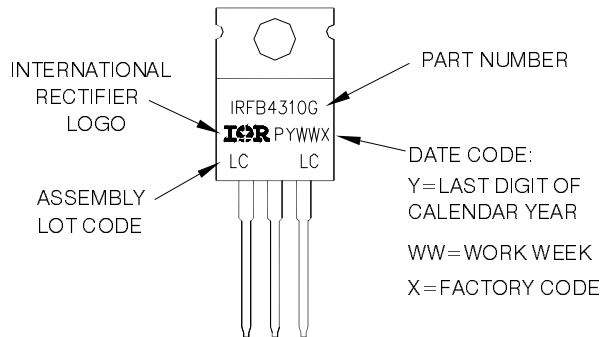 INTERNATIONAL
RECTIFIER
LOGO
ASSEMBLY
LOT CODE
IRFB4310G
IOR PYWWX
LC LC
PART NUMBER
DATE CODE:
Y=LAST DIGIT OF
CALENDAR YEAR
WW=WORK WEEK
X=FACTORY CODE